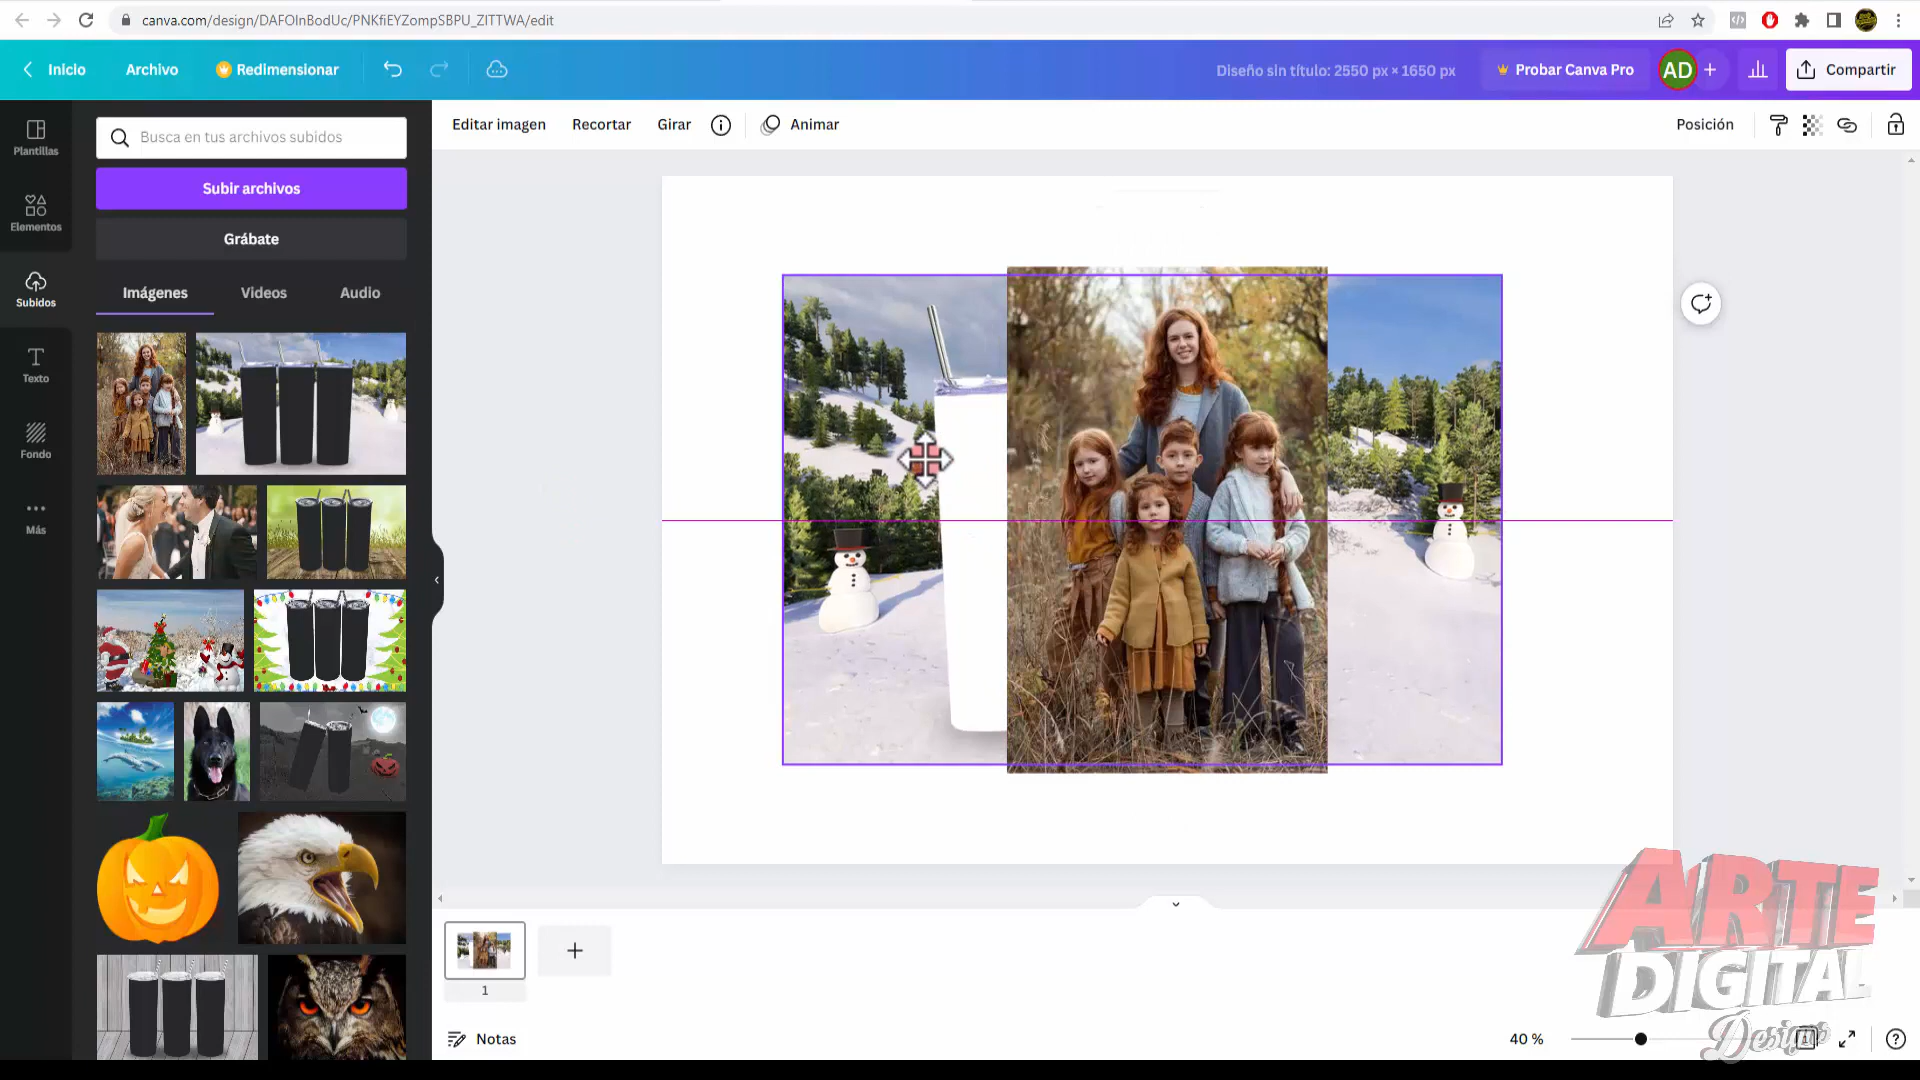 canva.com/design/DAFOInBodUc/PNKfiEYZompSBPU_ZITTWA/edit
Inicio
Archivo
Redimensionar
Diseño sin título: 2550 px × 1650 px
Probar Canva Pro
AD
Compartir
Plantillas
Elementos
Subidos
Texto
Fondo
Más
Busca en tus archivos subidos
Subir archivos
Grábate
Imágenes
Videos
Audio
Editar imagen
Recortar
Girar
Animar
Posición
1
Notas
40 %
ARTE
DIGITAL
Designe